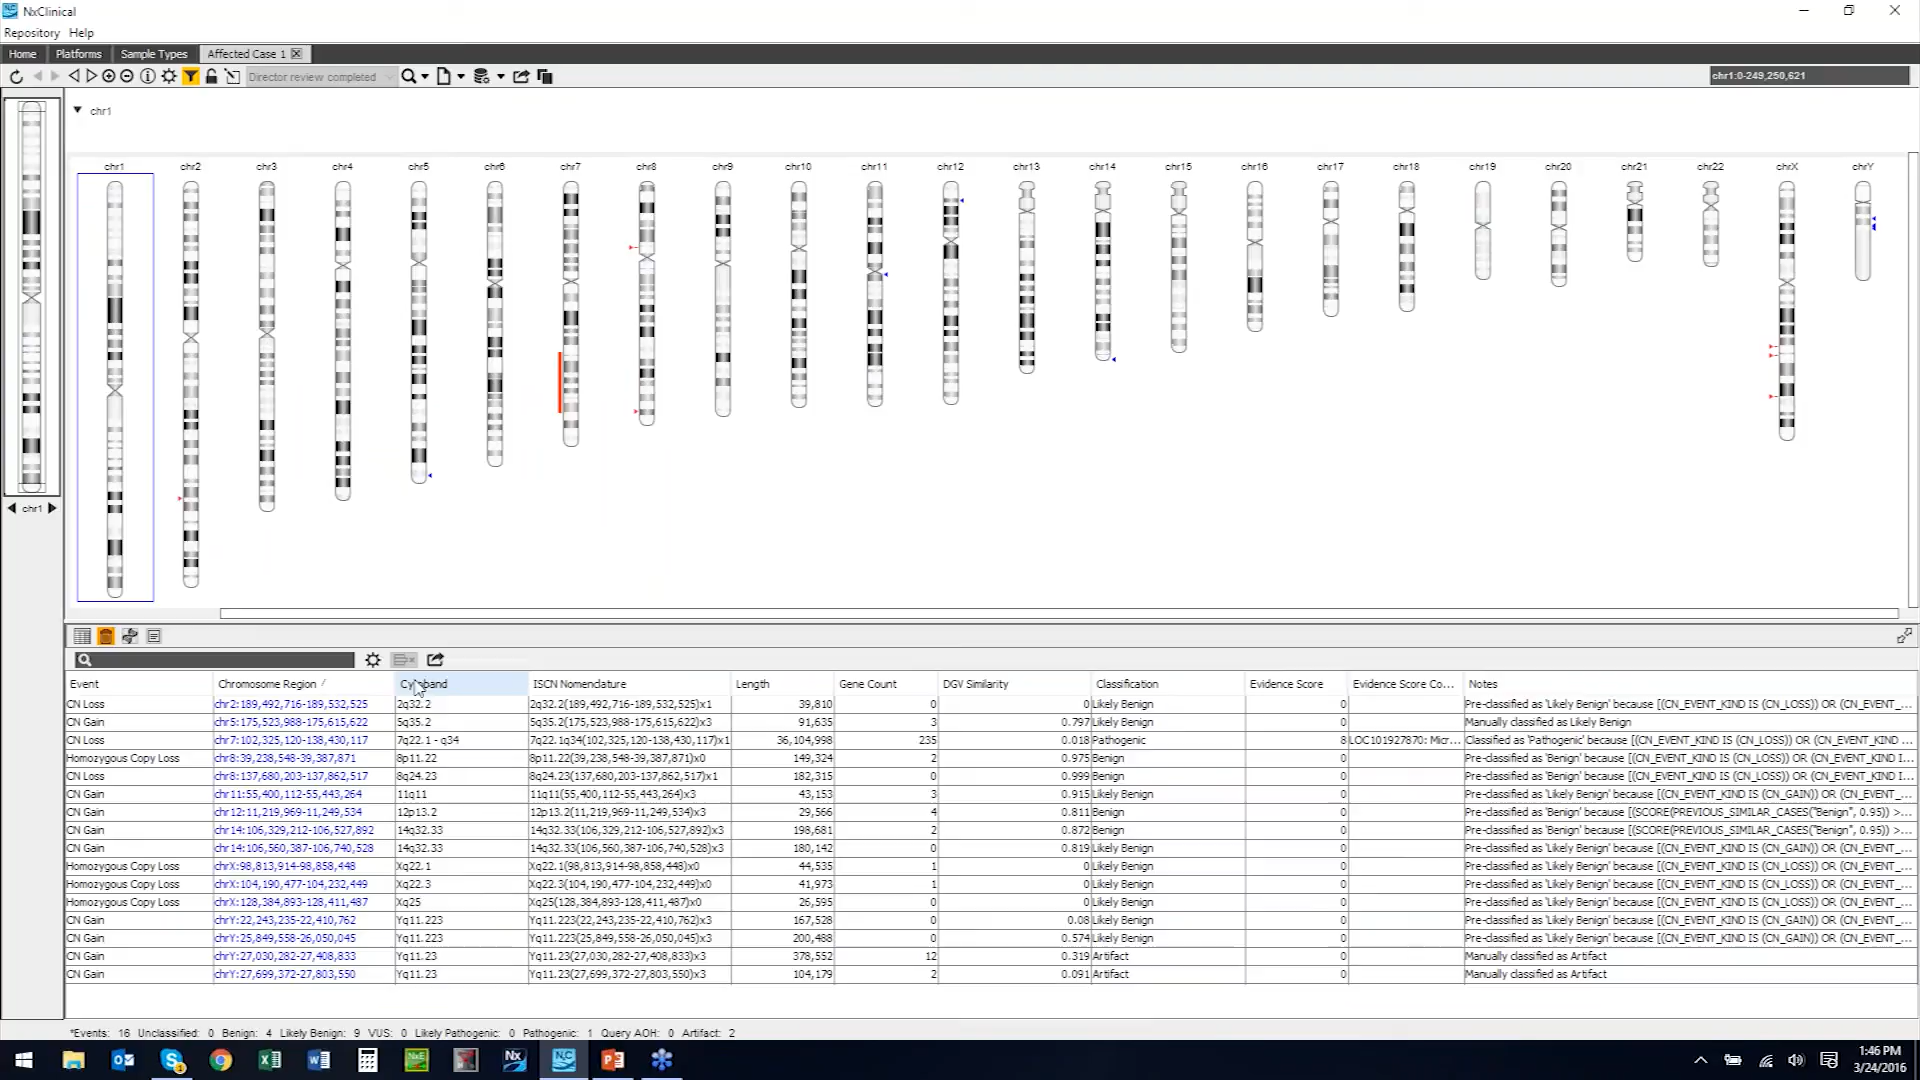 NxClinical
Repository Help
Home Platforms Sample Types Affected Case 1
Director review completed chr1:0-249,250,621
chr1
chr1 chr2 chr3 chr4 chr5 chr6 chr7 chr8 chr9 chr10 chr11 chr12 chr13 chr14 chr15 chr16 chr17 chr18 chr19 chr20 chr21 chr22 chrX chrY
chr1
Event Chromosome Region / Cytoband ISCN Nomenclature Length Gene Count DGV Similarity Classification Evidence Score Evidence Score Co... Notes
CN Loss chr2:189,492,716-189,532,525 2q32.2 2q32.2(189,492,716-189,532,525)x1 39,810 0 0 Likely Benign 0 Pre-classified as 'Likely Benign' because [(CN_EVENT_KIND IS (CN_LOSS)) OR (CN_EVENT_...
CN Gain chr5:175,523,988-175,615,622 5q35.2 5q35.2(175,523,988-175,615,622)x3 91,635 3 0.797 Likely Benign 0 Manually classified as Likely Benign
CN Loss chr7:102,325,120-138,430,117 7q22.1 - q34 7q22.1q34(102,325,120-138,430,117)x1 36,104,998 235 0.018 Pathogenic 8 LOC101927870: Micr... Classified as 'Pathogenic' because [(CN_EVENT_KIND IS (CN_LOSS)) OR (CN_EVENT_KIND ...
Homozygous Copy Loss chr8:39,238,548-39,387,871 8p11.22 8p11.22(39,238,548-39,387,871)x0 149,324 2 0.975 Benign 0 Pre-classified as 'Benign' because [(CN_EVENT_KIND IS (CN_LOSS)) OR (CN_EVENT_KIND I...
CN Loss chr8:137,680,203-137,862,517 8q24.23 8q24.23(137,680,203-137,862,517)x1 182,315 0 0.999 Benign 0 Pre-classified as 'Benign' because [(CN_EVENT_KIND IS (CN_LOSS)) OR (CN_EVENT_KIND I...
CN Gain chr11:55,400,112-55,443,264 11q11 11q11(55,400,112-55,443,264)x3 43,153 3 0.915 Likely Benign 0 Pre-classified as 'Likely Benign' because [(CN_EVENT_KIND IS (CN_GAIN)) OR (CN_EVENT_...
CN Gain chr12:11,219,969-11,249,534 12p13.2 12p13.2(11,219,969-11,249,534)x3 29,566 4 0.811 Benign 0 Pre-classified as 'Benign' because [(SCORE(PREVIOUS_SIMILAR_CASES("Benign", 0.95)) >...
CN Gain chr14:106,329,212-106,527,892 14q32.33 14q32.33(106,329,212-106,527,892)x3 198,681 2 0.872 Benign 0 Pre-classified as 'Benign' because [(SCORE(PREVIOUS_SIMILAR_CASES("Benign", 0.95)) >...
CN Gain chr14:106,560,387-106,740,528 14q32.33 14q32.33(106,560,387-106,740,528)x3 180,142 0 0.819 Likely Benign 0 Pre-classified as 'Likely Benign' because [(CN_EVENT_KIND IS (CN_GAIN)) OR (CN_EVENT_...
Homozygous Copy Loss chrX:98,813,914-98,858,448 Xq22.1 Xq22.1(98,813,914-98,858,448)x0 44,535 1 0 Likely Benign 0 Pre-classified as 'Likely Benign' because [(CN_EVENT_KIND IS (CN_LOSS)) OR (CN_EVENT_...
Homozygous Copy Loss chrX:104,190,477-104,232,449 Xq22.3 Xq22.3(104,190,477-104,232,449)x0 41,973 1 0 Likely Benign 0 Pre-classified as 'Likely Benign' because [(CN_EVENT_KIND IS (CN_LOSS)) OR (CN_EVENT_...
Homozygous Copy Loss chrX:128,384,893-128,411,487 Xq25 Xq25(128,384,893-128,411,487)x0 26,595 0 0 Likely Benign 0 Pre-classified as 'Likely Benign' because [(CN_EVENT_KIND IS (CN_LOSS)) OR (CN_EVENT_...
CN Gain chrY:22,243,235-22,410,762 Yq11.223 Yq11.223(22,243,235-22,410,762)x3 167,528 0 0.08 Likely Benign 0 Pre-classified as 'Likely Benign' because [(CN_EVENT_KIND IS (CN_GAIN)) OR (CN_EVENT_...
CN Gain chrY:25,849,558-26,050,045 Yq11.223 Yq11.223(25,849,558-26,050,045)x3 200,488 0 0.574 Likely Benign 0 Pre-classified as 'Likely Benign' because [(CN_EVENT_KIND IS (CN_GAIN)) OR (CN_EVENT_...
CN Gain chrY:27,030,282-27,408,833 Yq11.23 Yq11.23(27,030,282-27,408,833)x3 378,552 12 0.319 Artifact 0 Manually classified as Artifact
CN Gain chrY:27,699,372-27,803,550 Yq11.23 Yq11.23(27,699,372-27,803,550)x3 104,179 2 0.091 Artifact 0 Manually classified as Artifact
*Events: 16 Unclassified: 0 Benign: 4 Likely Benign: 9 VUS: 0 Likely Pathogenic: 0 Pathogenic: 1 Query AOH: 0 Artifact: 2
1:46 PM
3/24/2016